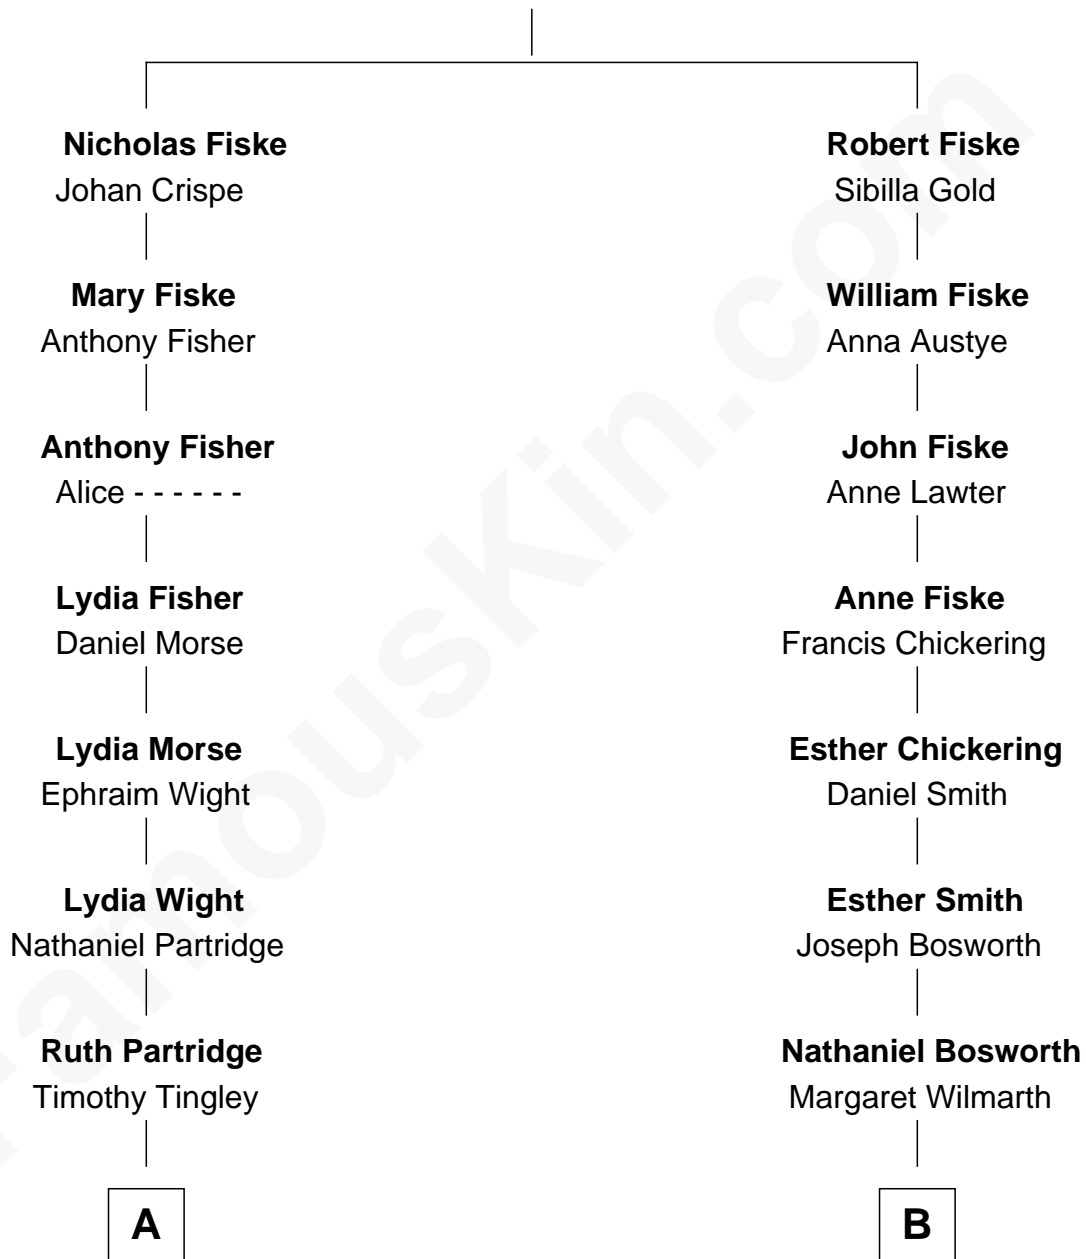 Nicholas Fiske
Johan Crispe
Mary Fiske
Anthony Fisher
Anthony Fisher
Alice - - - - - -
Lydia Fisher
Daniel Morse
Lydia Morse
Ephraim Wight
Lydia Wight
Nathaniel Partridge
Ruth Partridge
Timothy Tingley
A
Robert Fiske
Sibilla Gold
William Fiske
Anna Austye
John Fiske
Anne Lawter
Anne Fiske
Francis Chickering
Esther Chickering
Daniel Smith
Esther Smith
Joseph Bosworth
Nathaniel Bosworth
Margaret Wilmarth
B
FamousKin.com